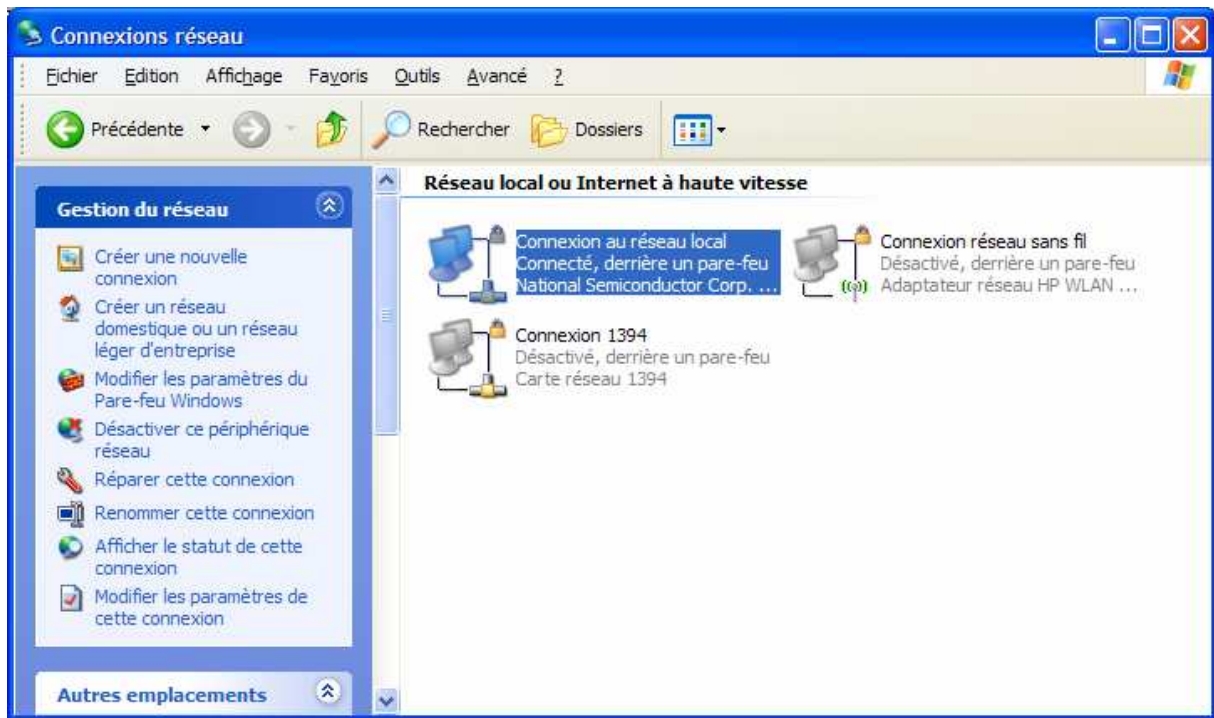 Connexions réseau
Fichier Edition Affichage Favoris Outils Avancé ?
Précédente Rechercher Dossiers
Gestion du réseau
Créer une nouvelle
connexion
Créer un réseau
domestique ou un réseau
léger d'entreprise
Modifier les paramètres du
Pare-feu Windows
Désactiver ce périphérique
réseau
Réparer cette connexion
Renommer cette connexion
Afficher le statut de cette
connexion
Modifier les paramètres de
cette connexion
Autres emplacements
Réseau local ou Internet à haute vitesse
Connexion au réseau local
Connecté, derrière un pare-feu
National Semiconductor Corp. ...
Connexion réseau sans fil
Désactivé, derrière un pare-feu
Adaptateur réseau HP WLAN ...
Connexion 1394
Désactivé, derrière un pare-feu
Carte réseau 1394